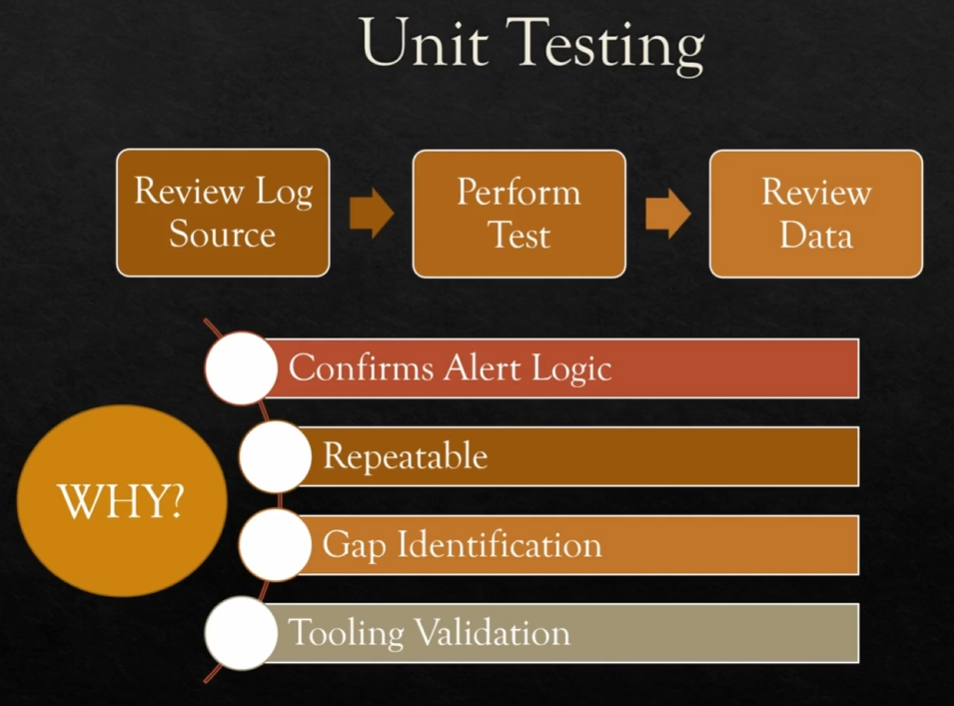 Unit Testing
Review Log
Source
Perform
Test
Review
Data
WHY?
Confirms Alert Logic
Repeatable
Gap Identification
Tooling Validation